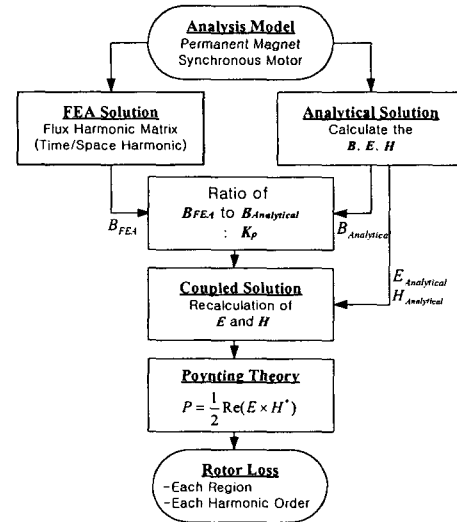 Analysis Model
Permanent Magnet
Synchronous Motor
FEA Solution
Flux Harmonic Matrix
(Time/Space Harmonic)
Analytical Solution
Calculate the
B. E. H
Ratio of
B_FEA to B_Analytical
: K_ρ
B_FEA
B_Analytical
E_Analytical
H_Analytical
Coupled Solution
Recalculation of
E and H
Poynting Theory
P = 1/2 Re(E × H*)
Rotor Loss
-Each Region
-Each Harmonic Order